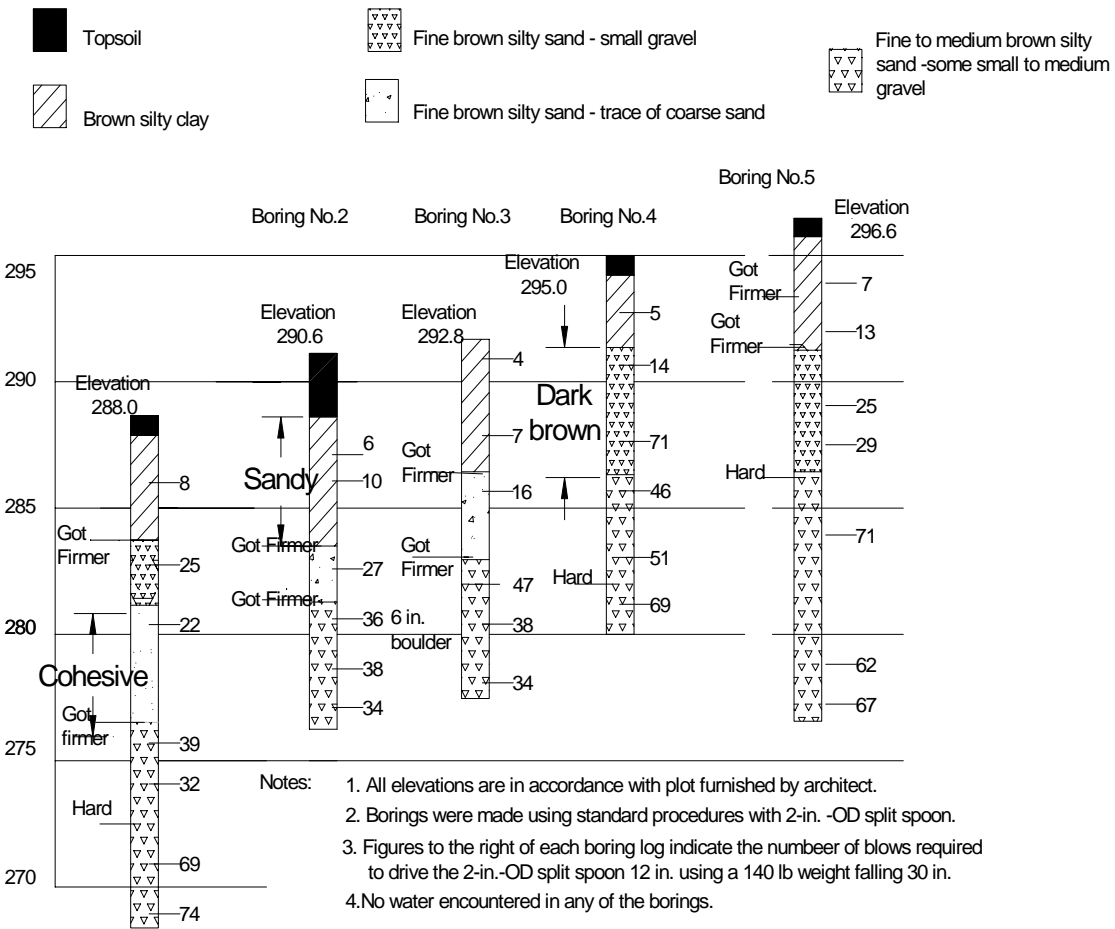 Topsoil
Fine brown silty sand - small gravel
Fine to medium brown silty
sand -some small to medium
gravel
Brown silty clay
Fine brown silty sand - trace of coarse sand
Boring No.5
Boring No.2
Boring No.3
Boring No.4
Elevation
296.6
295
Elevation
295.0
Got
Firmer
7
Elevation
290.6
Elevation
292.8
5
Got
Firmer
13
4
14
290
Elevation
288.0
Dark
brown
25
6
7
71
29
Sandy
Got
Firmer
Hard
8
10
16
46
285
Got
Firmer
Got Firmer
Got
Firmer
51
71
25
27
47
Hard
Got Firmer
69
280
22
36
6 in.
boulder
38
Cohesive
38
34
62
Got
firmer
34
67
275
39
32
Hard
69
270
74
Notes:
1. All elevations are in accordance with plot furnished by architect.
2. Borings were made using standard procedures with 2-in. -OD split spoon.
3. Figures to the right of each boring log indicate the numbeer of blows required
to drive the 2-in.-OD split spoon 12 in. using a 140 lb weight falling 30 in.
4.No water encountered in any of the borings.